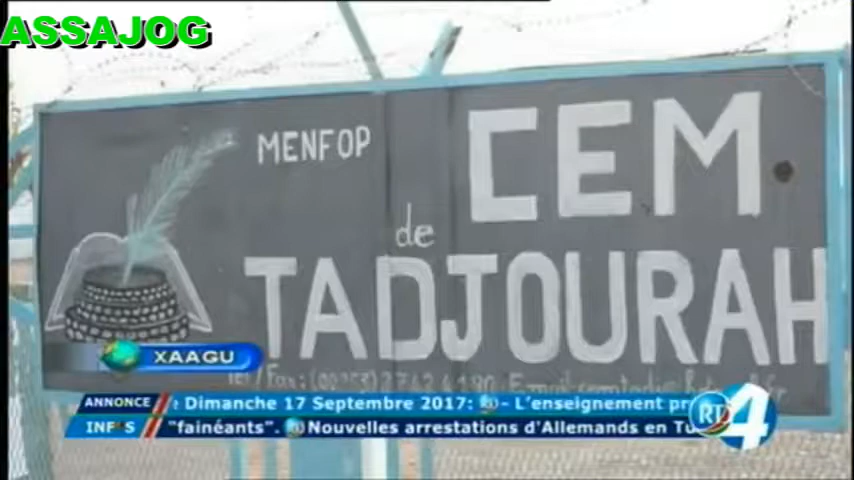 ASSAJOG
MENFOP
CEM
de
TADJOURAH
XAAGU
ANNONCE Dimanche 17 Septembre 2017: - L'enseignement pr
INFOS "fainéants". Nouvelles arrestations d'Allemands en Tu
RTD 4